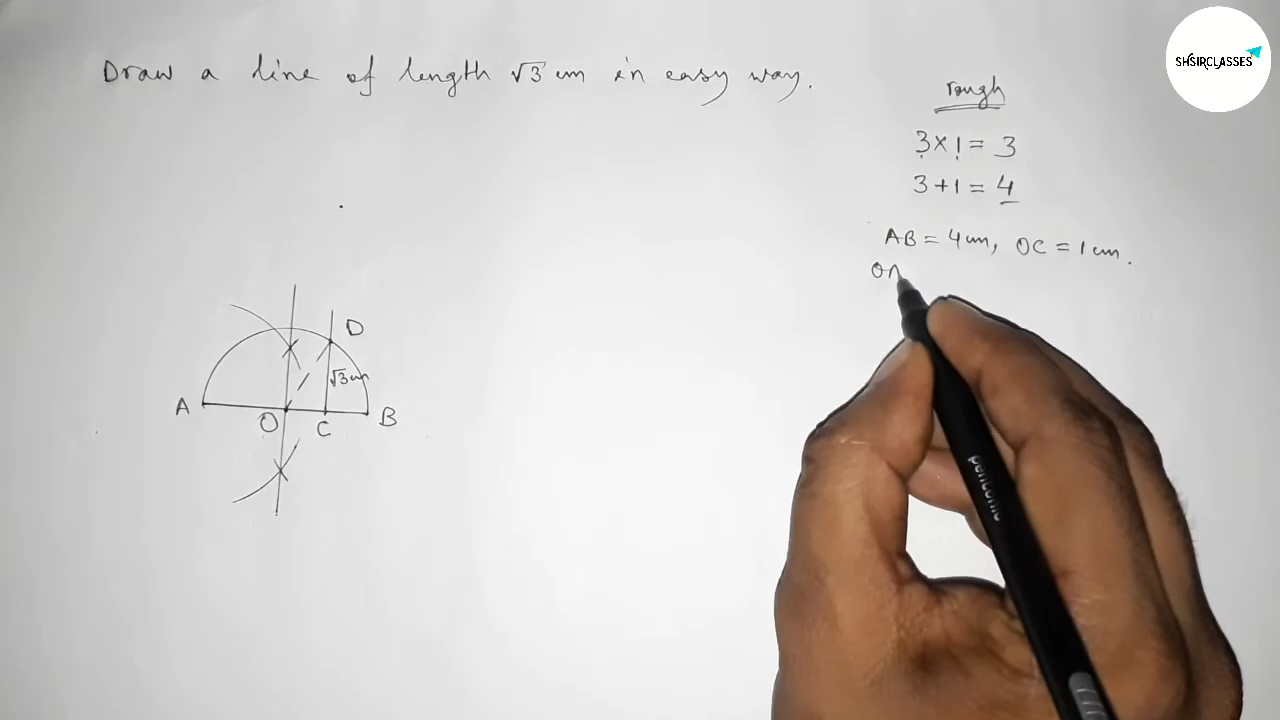 Draw a line of length √3 cm in easy way.
SHSIRCLASSES
rough
3 × 1 = 3
3 + 1 = 4
AB = 4 cm, OC = 1 cm.
D
√3 cm
A
O
C
B
pentonic